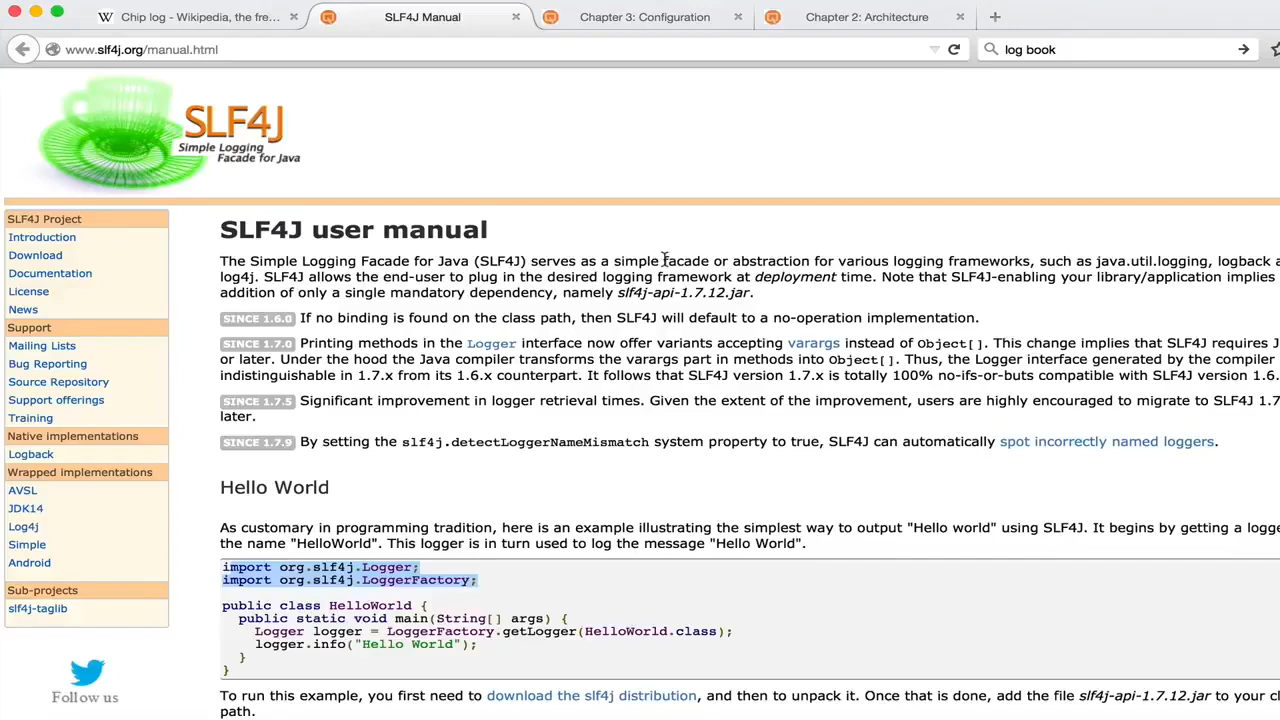 Chip log - Wikipedia, the fre...
SLF4J Manual
Chapter 3: Configuration
Chapter 2: Architecture
www.slf4j.org/manual.html
log book
SLF4J
Simple Logging
Facade for Java
SLF4J Project
Introduction
Download
Documentation
License
News
Support
Mailing Lists
Bug Reporting
Source Repository
Support offerings
Training
Native implementations
Logback
Wrapped implementations
AVSL
JDK14
Log4j
Simple
Android
Sub-projects
slf4j-taglib
Follow us
SLF4J user manual
The Simple Logging Facade for Java (SLF4J) serves as a simple facade or abstraction for various logging frameworks, such as java.util.logging, logback a
log4j. SLF4J allows the end-user to plug in the desired logging framework at deployment time. Note that SLF4J-enabling your library/application implies
addition of only a single mandatory dependency, namely slf4j-api-1.7.12.jar.
SINCE 1.6.0 If no binding is found on the class path, then SLF4J will default to a no-operation implementation.
SINCE 1.7.0 Printing methods in the Logger interface now offer variants accepting varargs instead of Object[]. This change implies that SLF4J requires J
or later. Under the hood the Java compiler transforms the varargs part in methods into Object[]. Thus, the Logger interface generated by the compiler
indistinguishable in 1.7.x from its 1.6.x counterpart. It follows that SLF4J version 1.7.x is totally 100% no-ifs-or-buts compatible with SLF4J version 1.6.
SINCE 1.7.5 Significant improvement in logger retrieval times. Given the extent of the improvement, users are highly encouraged to migrate to SLF4J 1.7
later.
SINCE 1.7.9 By setting the slf4j.detectLoggerNameMismatch system property to true, SLF4J can automatically spot incorrectly named loggers.
Hello World
As customary in programming tradition, here is an example illustrating the simplest way to output "Hello world" using SLF4J. It begins by getting a logge
the name "HelloWorld". This logger is in turn used to log the message "Hello World".
import org.slf4j.Logger;
import org.slf4j.LoggerFactory;
public class HelloWorld {
public static void main(String[] args) {
Logger logger = LoggerFactory.getLogger(HelloWorld.class);
logger.info("Hello World");
}
}
To run this example, you first need to download the slf4j distribution, and then to unpack it. Once that is done, add the file slf4j-api-1.7.12.jar to your cl
path.